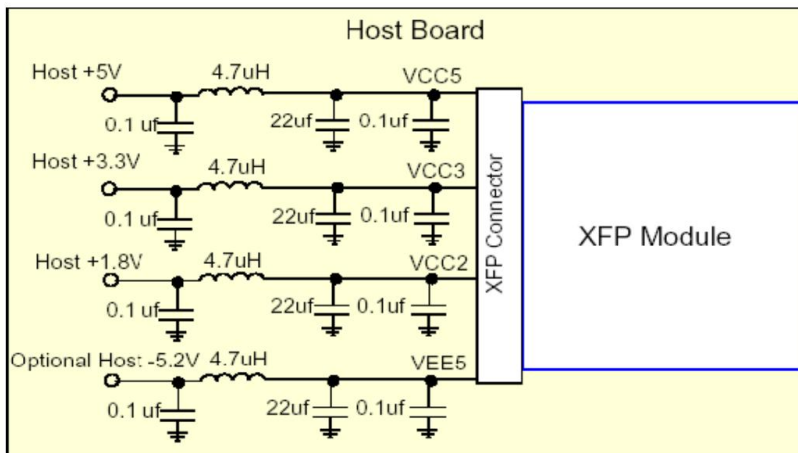 Host Board
Host +5V 4.7uH VCC5
0.1 uf 22uf 0.1uf
Host +3.3V 4.7uH VCC3
0.1 uf 22uf 0.1uf
Host +1.8V 4.7uH VCC2
0.1 uf 22uf 0.1uf
Optional Host -5.2V 4.7uH VEE5
0.1 uf 22uf 0.1uf
XFP Connector
XFP Module